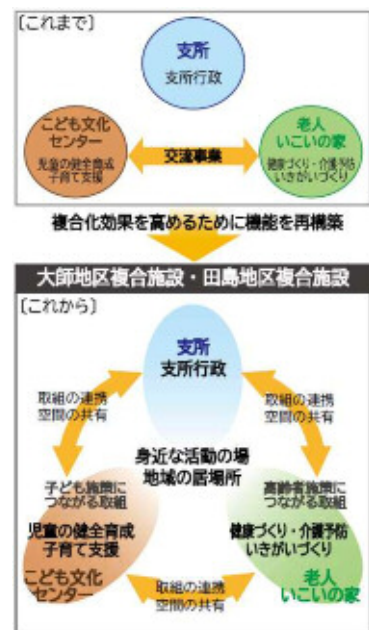 ［これまで］
支所
支所行政
こども文化
センター
児童の健全育成
子育て支援
交流事業
老人
いこいの家
健康づくり・介護予防
いきがいづくり
複合化効果を高めるために機能を再構築
大師地区複合施設・田島地区複合施設
［これから］
支所
支所行政
取組の連携
空間の共有
取組の連携
空間の共有
身近な活動の場
地域の居場所
子ども施策に
つながる取組
児童の健全育成
子育て支援
こども文化
センター
高齢者施策に
つながる取組
健康づくり・介護予防
いきがいづくり
老人
いこいの家
取組の連携
空間の共有